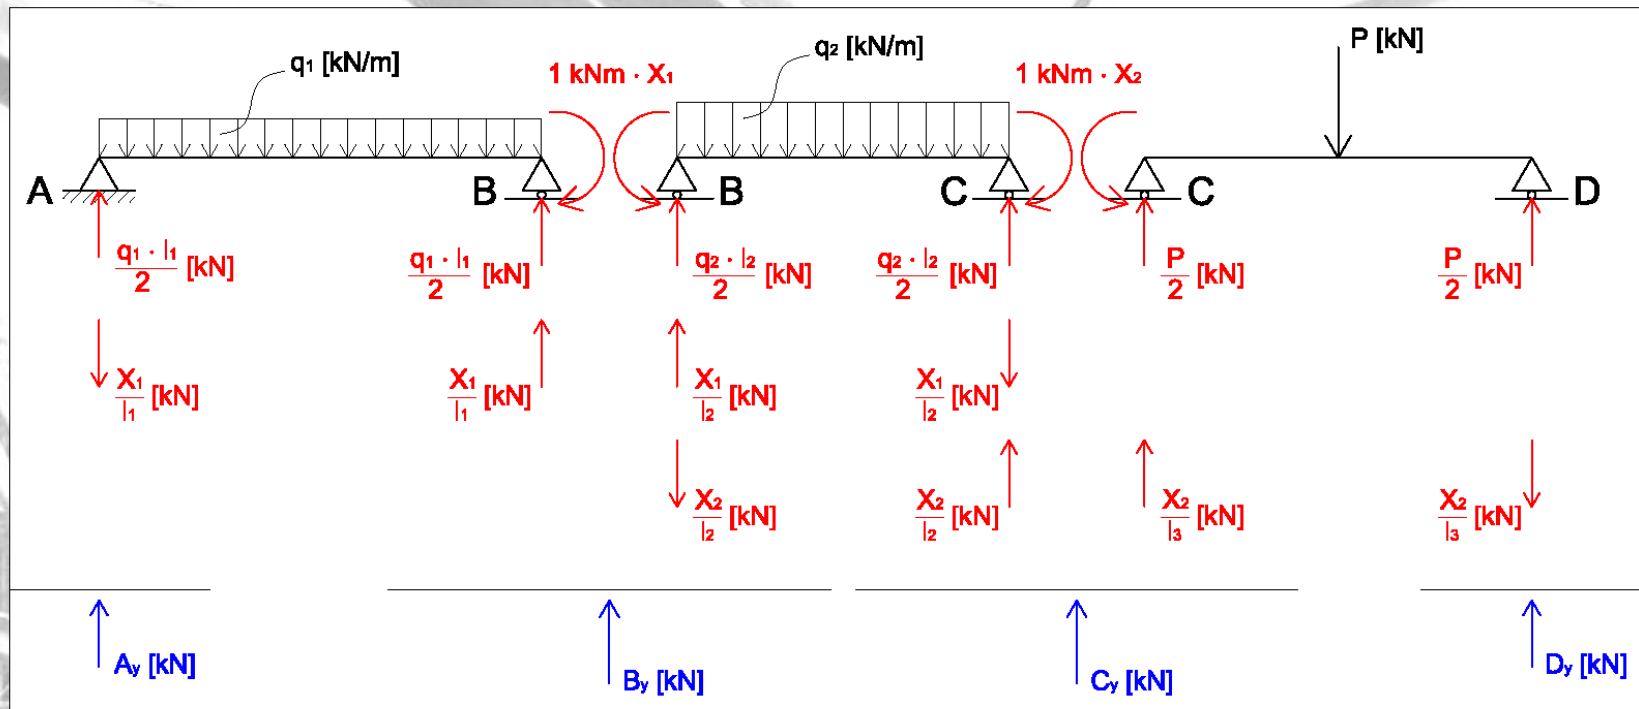 P [kN]
q₁ [kN/m]
q₂ [kN/m]
1 kNm · X₁
1 kNm · X₂
A
B
B
C
C
D
q₁ · l₁
2 [kN]
q₁ · l₁
2 [kN]
q₂ · l₂
2 [kN]
q₂ · l₂
2 [kN]
P
2 [kN]
P
2 [kN]
X₁
l₁ [kN]
X₁
l₁ [kN]
X₁
l₂ [kN]
X₁
l₂ [kN]
X₂
l₂ [kN]
X₂
l₂ [kN]
X₂
l₃ [kN]
X₂
l₃ [kN]
Aᵧ [kN]
Bᵧ [kN]
Cᵧ [kN]
Dᵧ [kN]